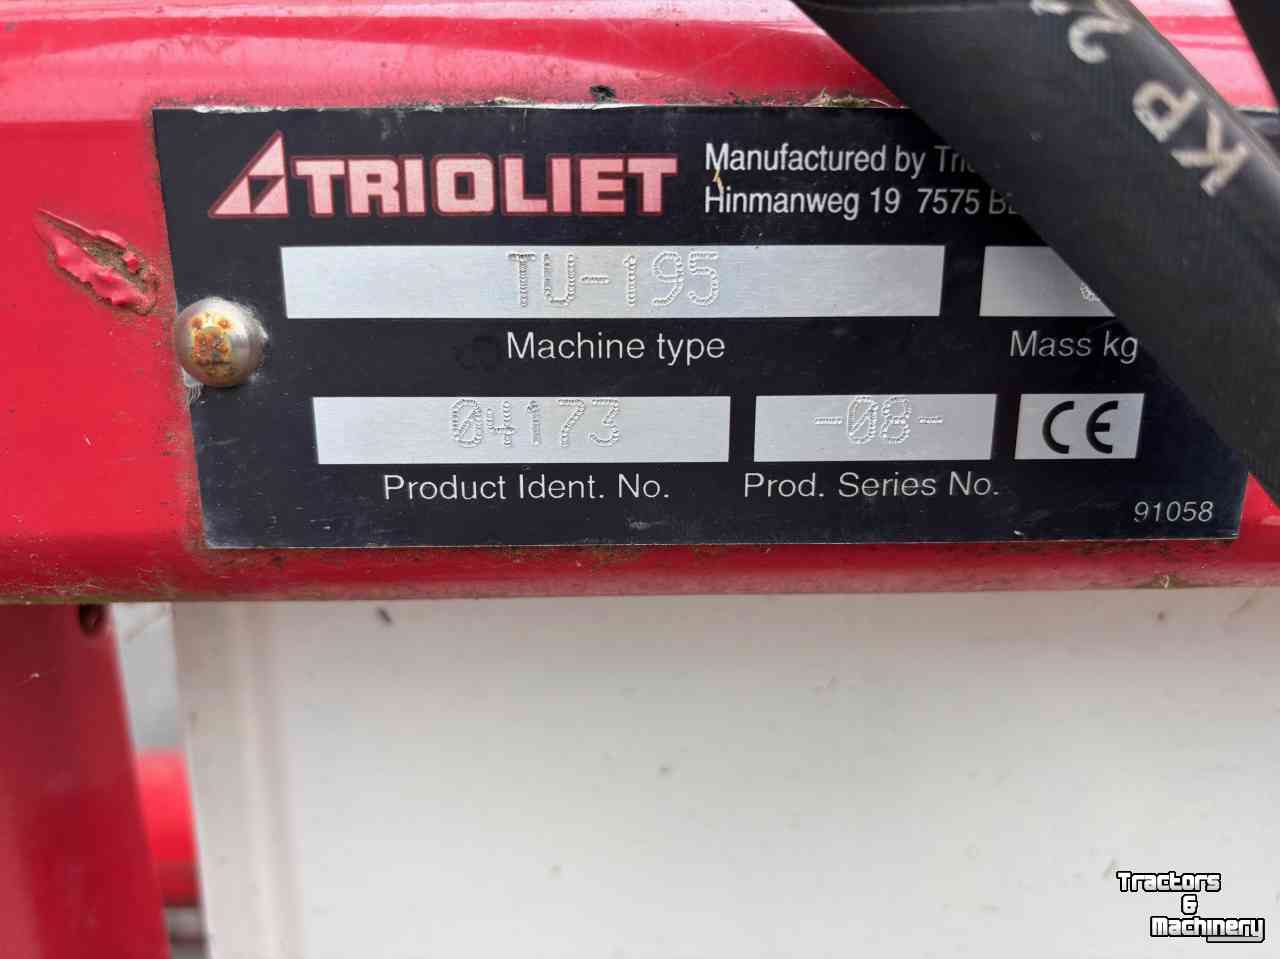 TRIOLIET
Manufactured by
Hinmanweg 19 7575
TU-195
Machine type
Mass kg
04173
-08-
CE
Product Ident. No.
Prod. Series No.
91058
KP
Tractors
&
Machinery